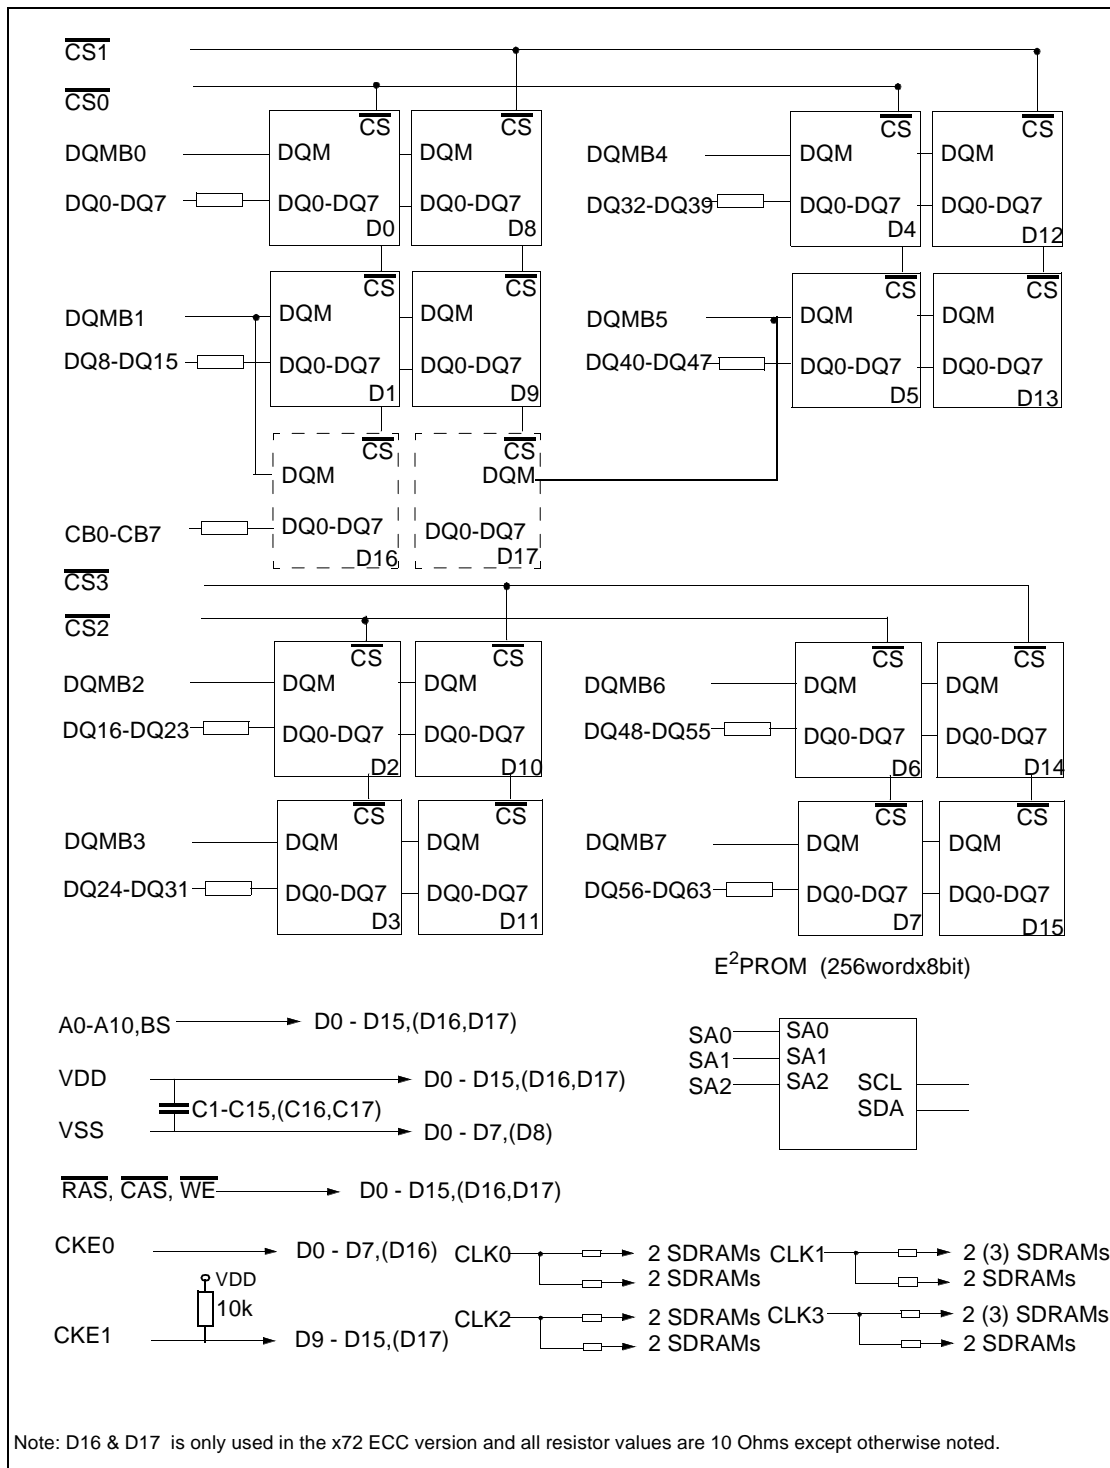 CS1
CS0
CS CS CS CS
DQMB0 DQM DQM DQMB4 DQM DQM
DQ0-DQ7 DQ0-DQ7 DQ0-DQ7 DQ32-DQ39 DQ0-DQ7 DQ0-DQ7
D0 D8 D4 D12
CS CS CS CS
DQMB1 DQM DQM DQMB5 DQM DQM
DQ8-DQ15 DQ0-DQ7 DQ0-DQ7 DQ40-DQ47 DQ0-DQ7 DQ0-DQ7
D1 D9 D5 D13
CS CS
DQM DQM
CB0-CB7 DQ0-DQ7 DQ0-DQ7
D16 D17
CS3
CS2
CS CS CS CS
DQMB2 DQM DQM DQMB6 DQM DQM
DQ16-DQ23 DQ0-DQ7 DQ0-DQ7 DQ48-DQ55 DQ0-DQ7 DQ0-DQ7
D2 D10 D6 D14
CS CS CS CS
DQMB3 DQM DQM DQMB7 DQM DQM
DQ24-DQ31 DQ0-DQ7 DQ0-DQ7 DQ56-DQ63 DQ0-DQ7 DQ0-DQ7
D3 D11 D7 D15
E2PROM (256wordx8bit)
A0-A10,BS D0 - D15,(D16,D17)
SA0 SA0
SA1 SA1
SA2 SA2 SCL
SDA
VDD D0 - D15,(D16,D17)
C1-C15,(C16,C17)
VSS D0 - D7,(D8)
RAS, CAS, WE D0 - D15,(D16,D17)
CKE0 D0 - D7,(D16) CLK0 2 SDRAMs CLK1 2 (3) SDRAMs
VDD 2 SDRAMs 2 SDRAMs
10k CLK2 2 SDRAMs CLK3 2 (3) SDRAMs
CKE1 D9 - D15,(D17) 2 SDRAMs 2 SDRAMs
Note: D16 & D17 is only used in the x72 ECC version and all resistor values are 10 Ohms except otherwise noted.